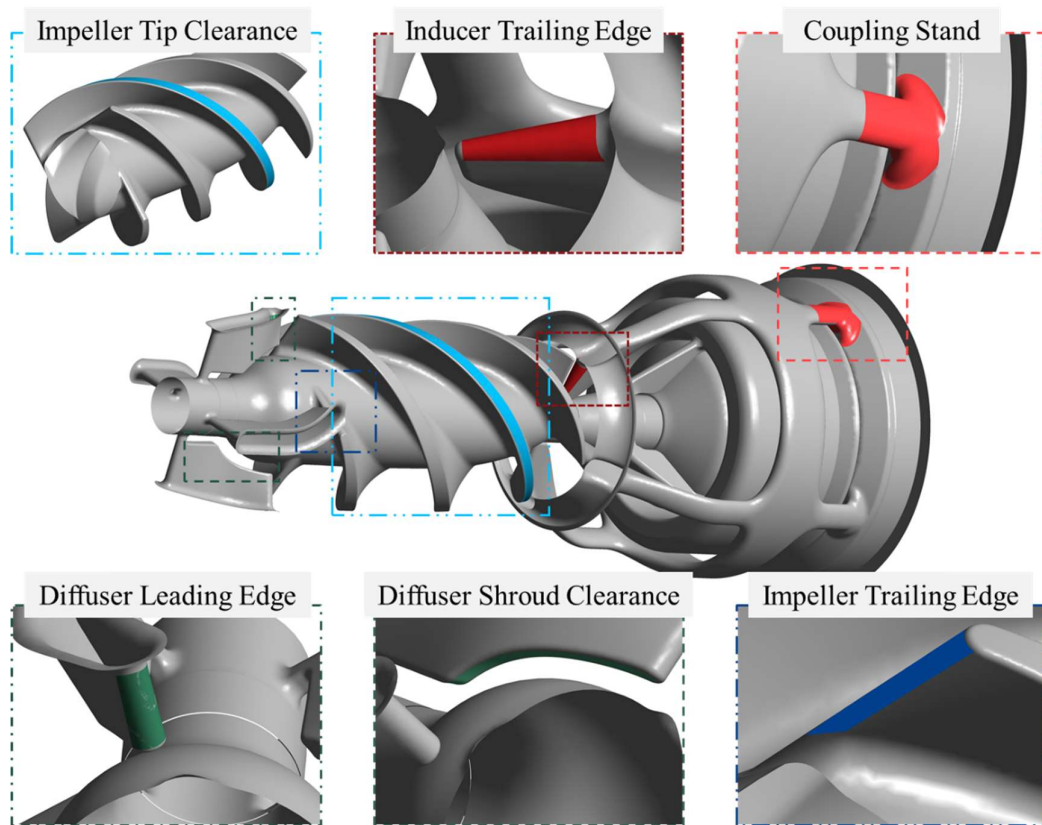 Impeller Tip Clearance
Inducer Trailing Edge
Coupling Stand
Diffuser Leading Edge
Diffuser Shroud Clearance
Impeller Trailing Edge